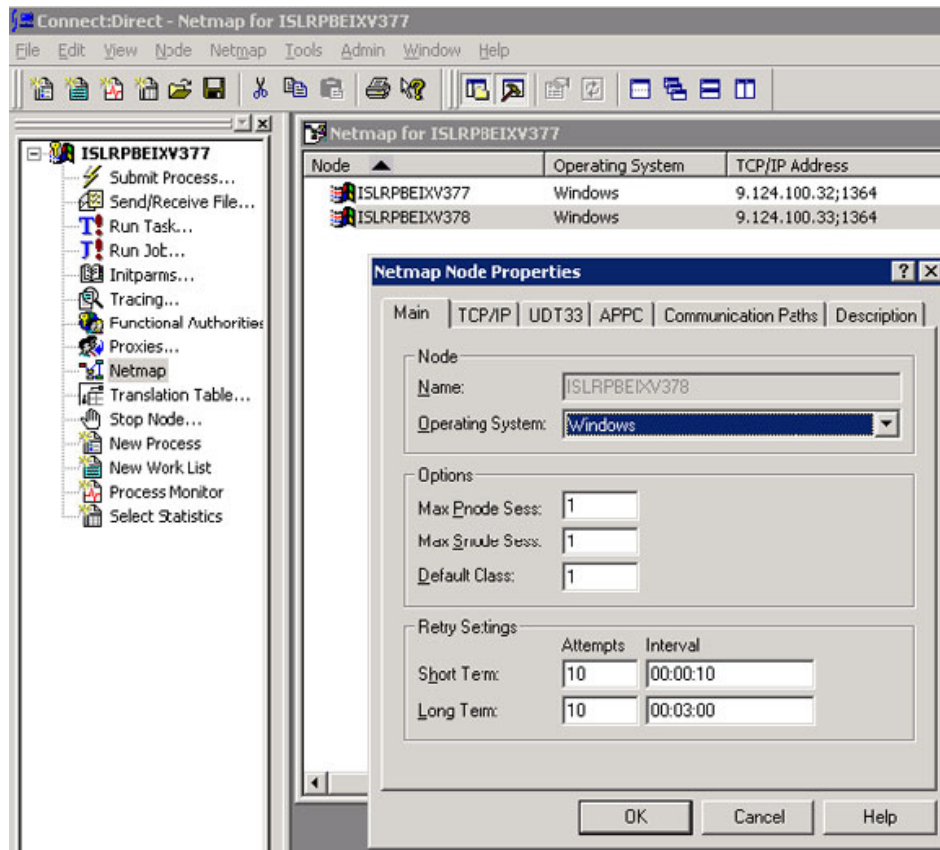 Connect:Direct - Netmap for ISLRPBEIXV377
File Edit View Node Netmap Tools Admin Window Help
ISLRPBEIXV377
Submit Process...
Send/Receive File...
Run Task...
Run Job...
Initparms...
Tracing...
Functional Authorities
Proxies...
Netmap
Translation Table...
Stop Node...
New Process
New Work List
Process Monitor
Select Statistics
Netmap for ISLRPBEIXV377
Node Operating System TCP/IP Address
ISLRPBEIXV377 Windows 9.124.100.32;1364
ISLRPBEIXV378 Windows 9.124.100.33;1364
Netmap Node Properties
Main TCP/IP UDT33 APPC Communication Paths Description
Node
Name: ISLRPBEIXV378
Operating System: Windows
Options
Max Pnode Sess: 1
Max Snode Sess: 1
Default Class: 1
Retry Settings
Attempts Interval
Short Term: 10 00:00:10
Long Term: 10 00:03:00
OK Cancel Help